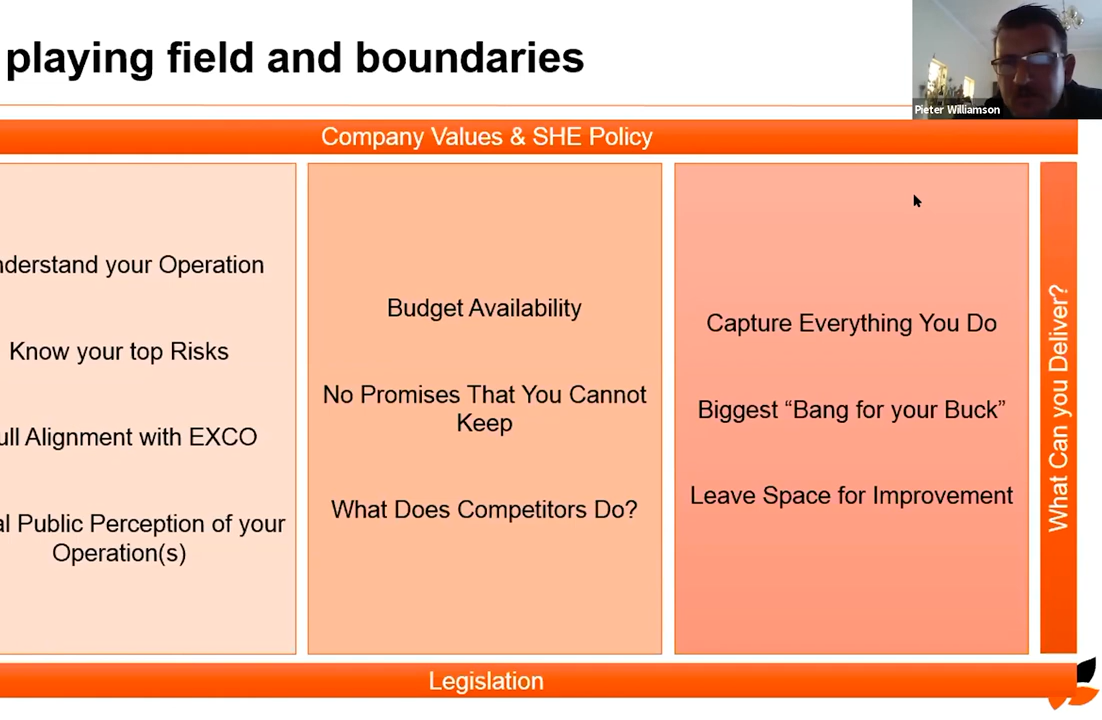 playing field and boundaries
Pieter Williamson
Company Values & SHE Policy
nderstand your Operation
Know your top Risks
ull Alignment with EXCO
al Public Perception of your
Operation(s)
Budget Availability
No Promises That You Cannot
Keep
What Does Competitors Do?
Capture Everything You Do
Biggest “Bang for your Buck”
Leave Space for Improvement
What Can you Deliver?
Legislation